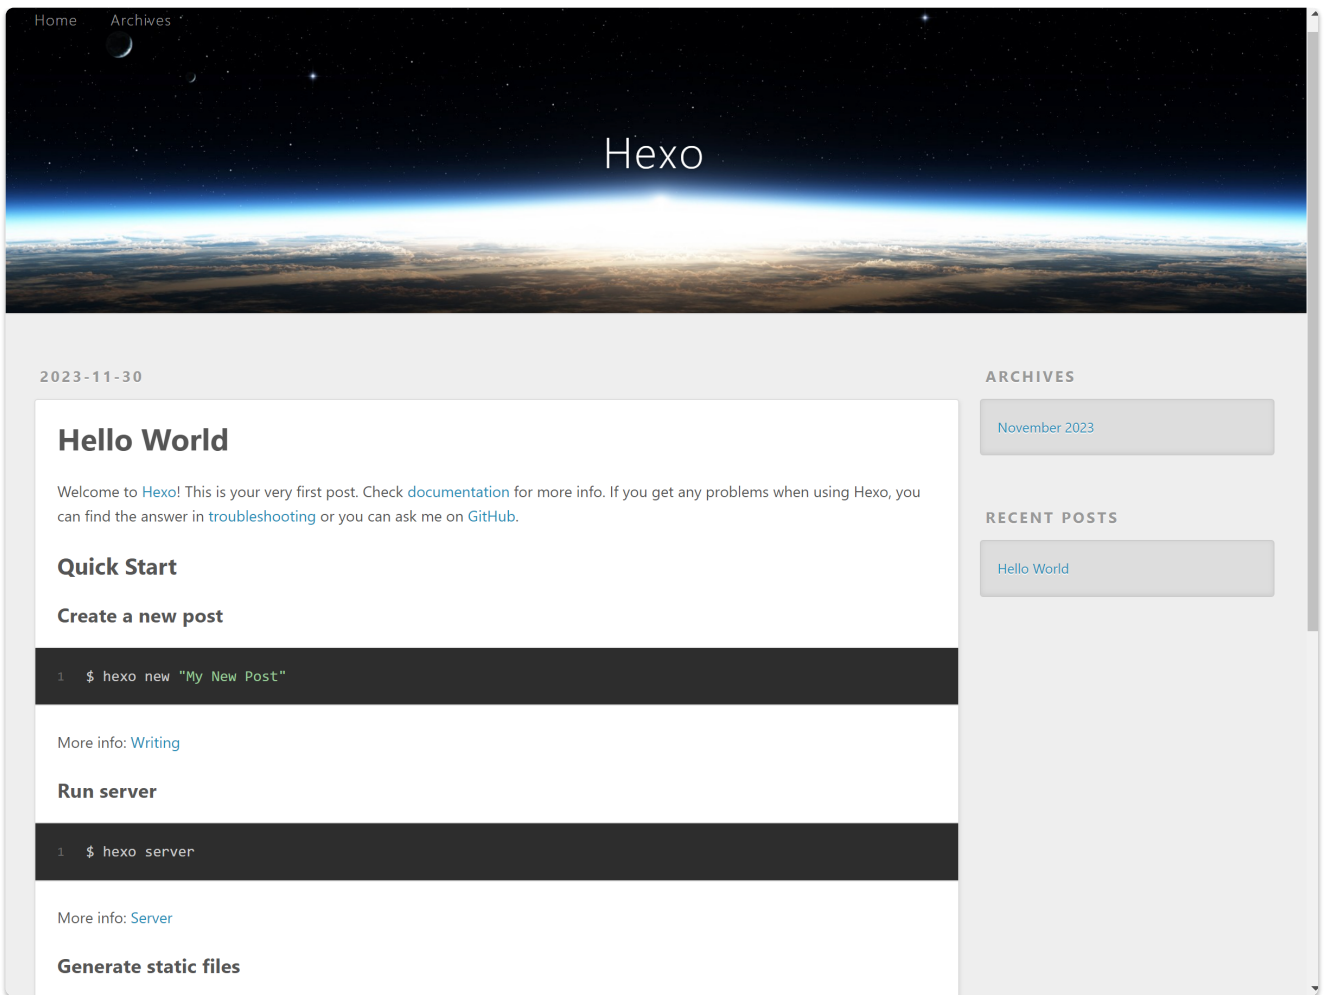 Home Archives
Hexo
2023-11-30
Hello World
Welcome to Hexo! This is your very first post. Check documentation for more info. If you get any problems when using Hexo, you
can find the answer in troubleshooting or you can ask me on GitHub.
Quick Start
Create a new post
1 $ hexo new "My New Post"
More info: Writing
Run server
1 $ hexo server
More info: Server
Generate static files
ARCHIVES
November 2023
RECENT POSTS
Hello World